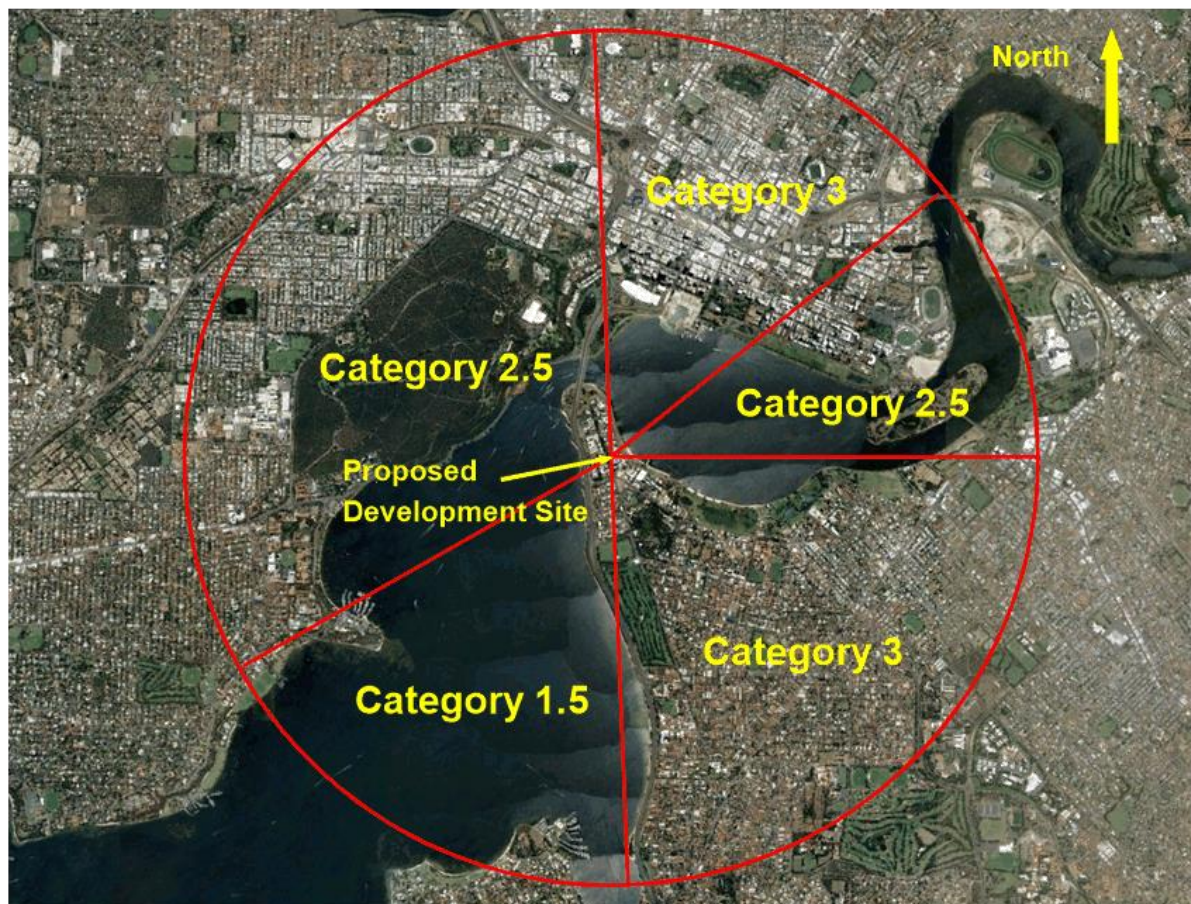 North
Category 3
Category 2.5
Category 2.5
Proposed
Development Site
Category 3
Category 1.5